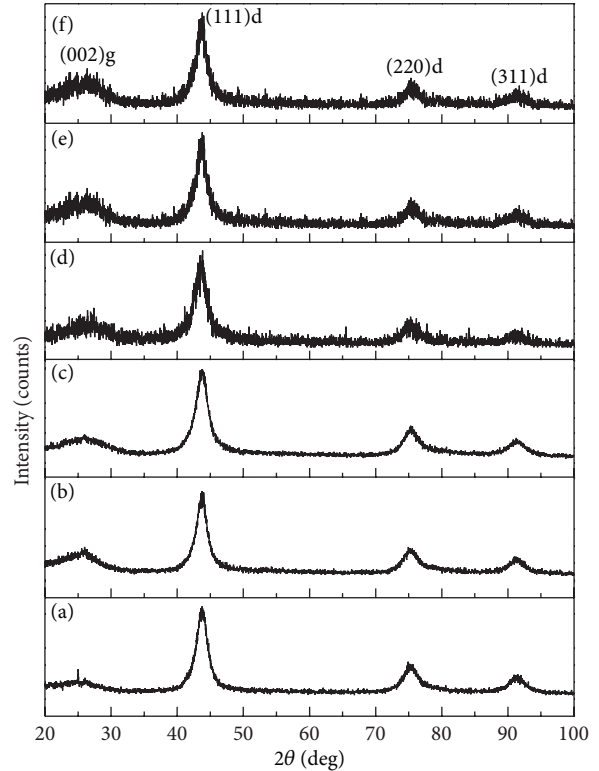 (f)
(002)g
(111)d
(220)d
(311)d
(e)
(d)
(c)
(b)
(a)
Intensity (counts)
20 30 40 50 60 70 80 90 100
2θ (deg)